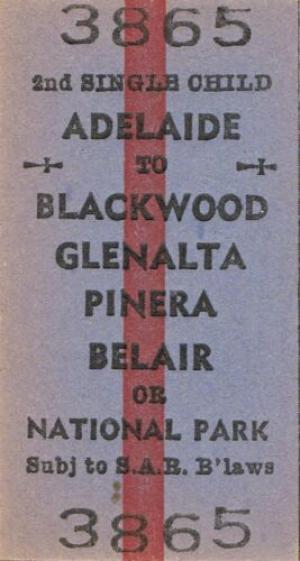 3865
2nd SINGLE CHILD
ADELAIDE
TO
BLACKWOOD
GLENALTA
PINERA
BELAIR
OR
NATIONAL PARK
Subj to S.A.R. B'laws
3865